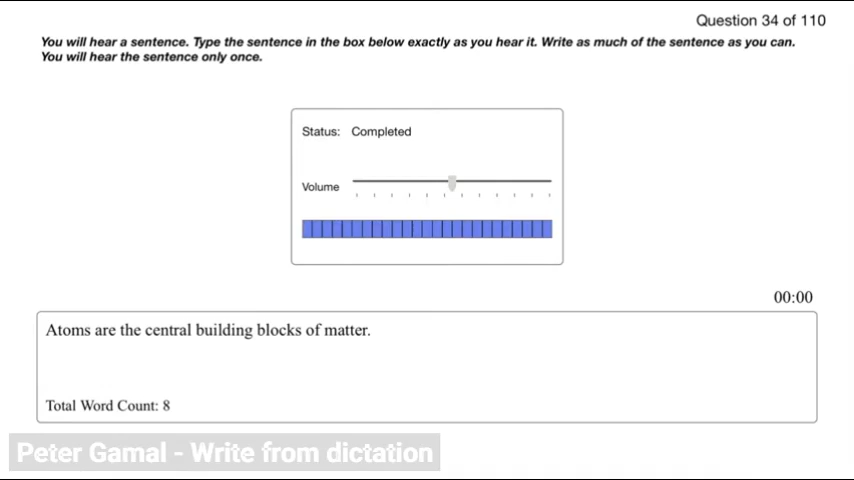 Question 34 of 110
You will hear a sentence. Type the sentence in the box below exactly as you hear it. Write as much of the sentence as you can.
You will hear the sentence only once.
Status: Completed
Volume
00:00
Atoms are the central building blocks of matter.
Total Word Count: 8
Peter Gamal - Write from dictation